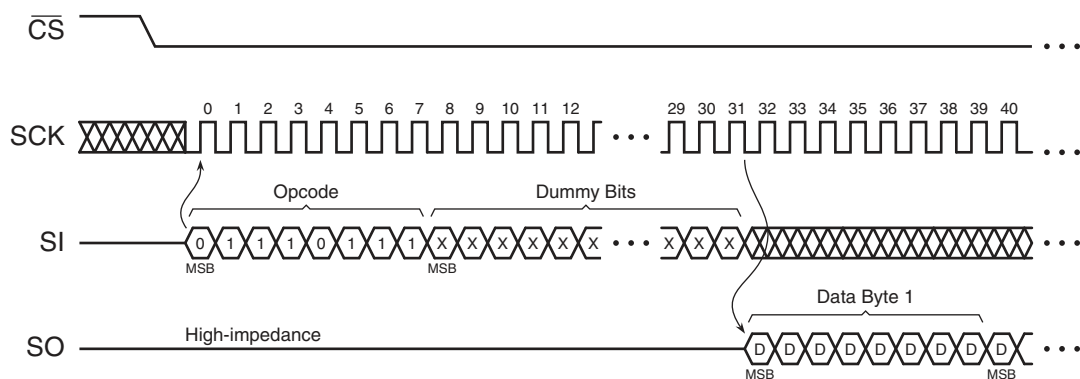 C̅S̅
SCK
0 1 2 3 4 5 6 7 8 9 10 11 12 29 30 31 32 33 34 35 36 37 38 39 40
Opcode Dummy Bits
SI
0 1 1 1 0 1 1 1 X X X X X X X X X
MSB MSB
Data Byte 1
SO
High-impedance
D D D D D D D D D
MSB MSB